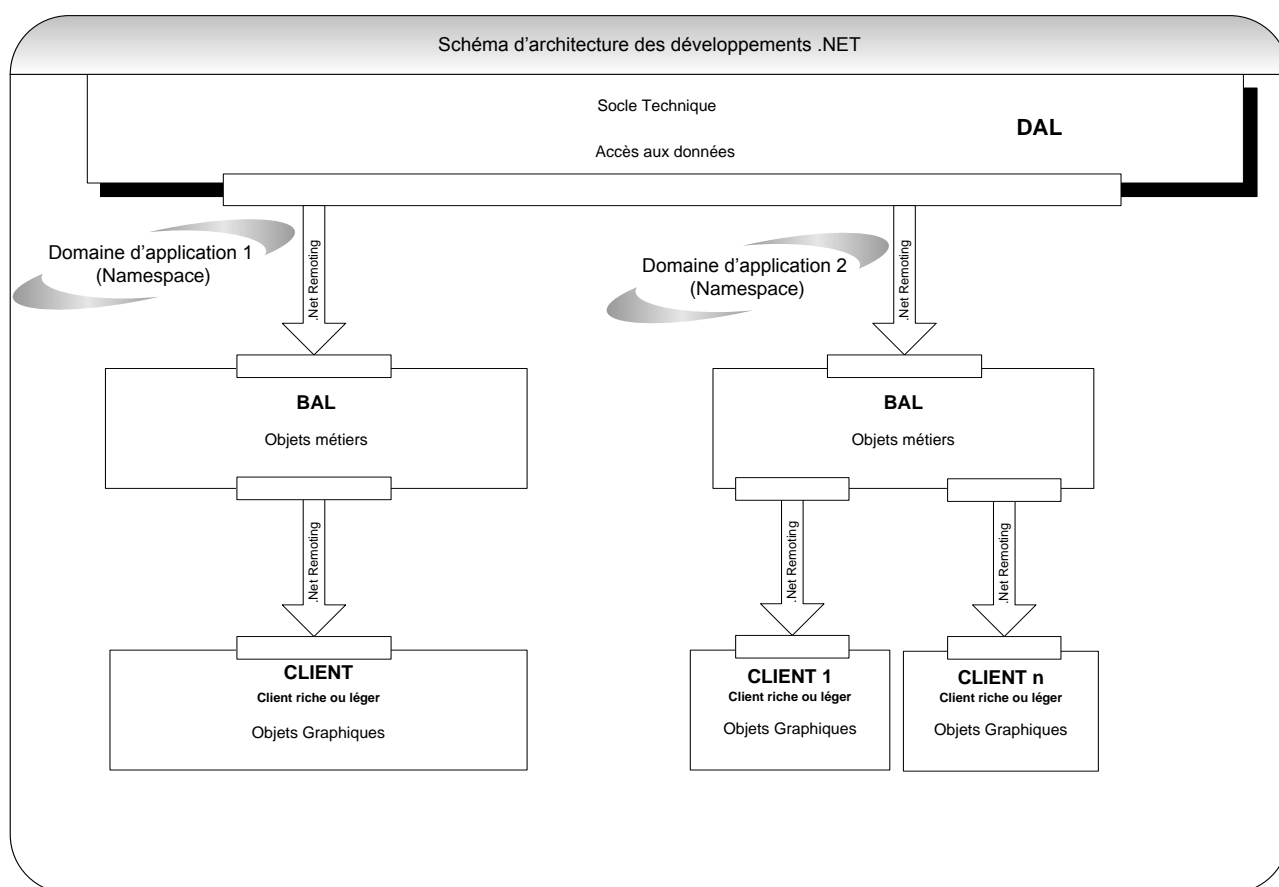 Schéma d'architecture des développements .NET
Socle Technique
DAL
Accès aux données
Domaine d'application 1
(Namespace)
.Net Remoting
Domaine d'application 2
(Namespace)
.Net Remoting
BAL
Objets métiers
BAL
Objets métiers
.Net Remoting
.Net Remoting
.Net Remoting
CLIENT
Client riche ou léger
Objets Graphiques
CLIENT 1
Client riche ou léger
Objets Graphiques
CLIENT n
Client riche ou léger
Objets Graphiques